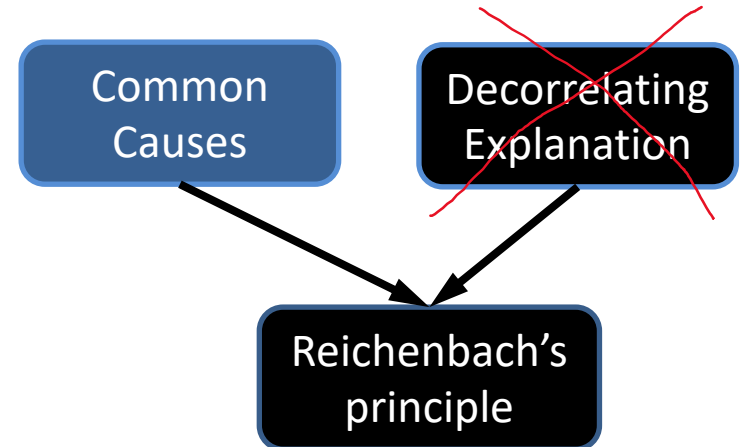 Common
Causes
Decorrelating
Explanation
Reichenbach’s
principle